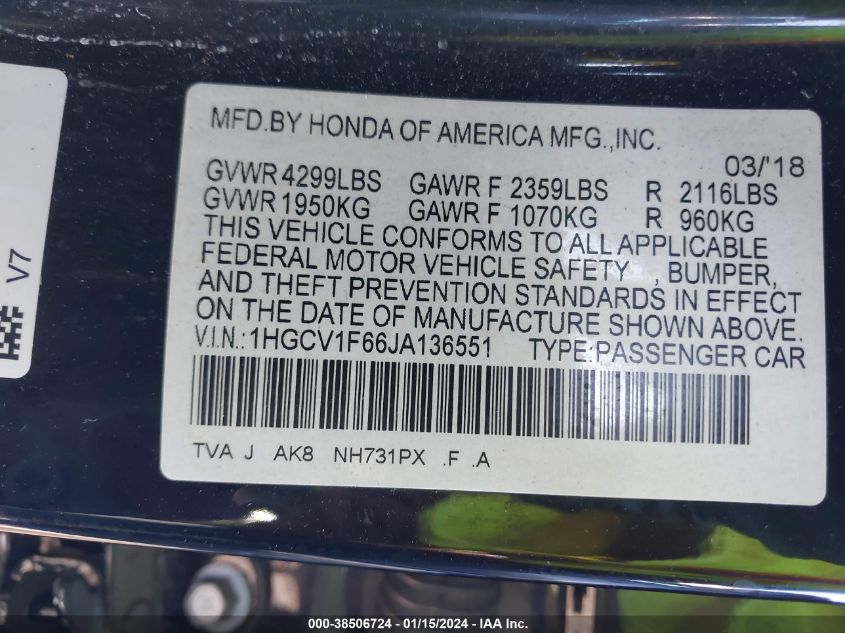 MFD.BY HONDA OF AMERICA MFG.,INC.
03/'18
GVWR 4299LBS GAWR F 2359LBS R 2116LBS
GVWR 1950KG GAWR F 1070KG R 960KG
THIS VEHICLE CONFORMS TO ALL APPLICABLE
FEDERAL MOTOR VEHICLE SAFETY , BUMPER,
AND THEFT PREVENTION STANDARDS IN EFFECT
ON THE DATE OF MANUFACTURE SHOWN ABOVE.
V.I.N.:1HGCV1F66JA136551 TYPE:PASSENGER CAR
TVA J AK8 NH731PX .F .A
V7
000-38506724 — 01/15/2024 — IAA Inc.